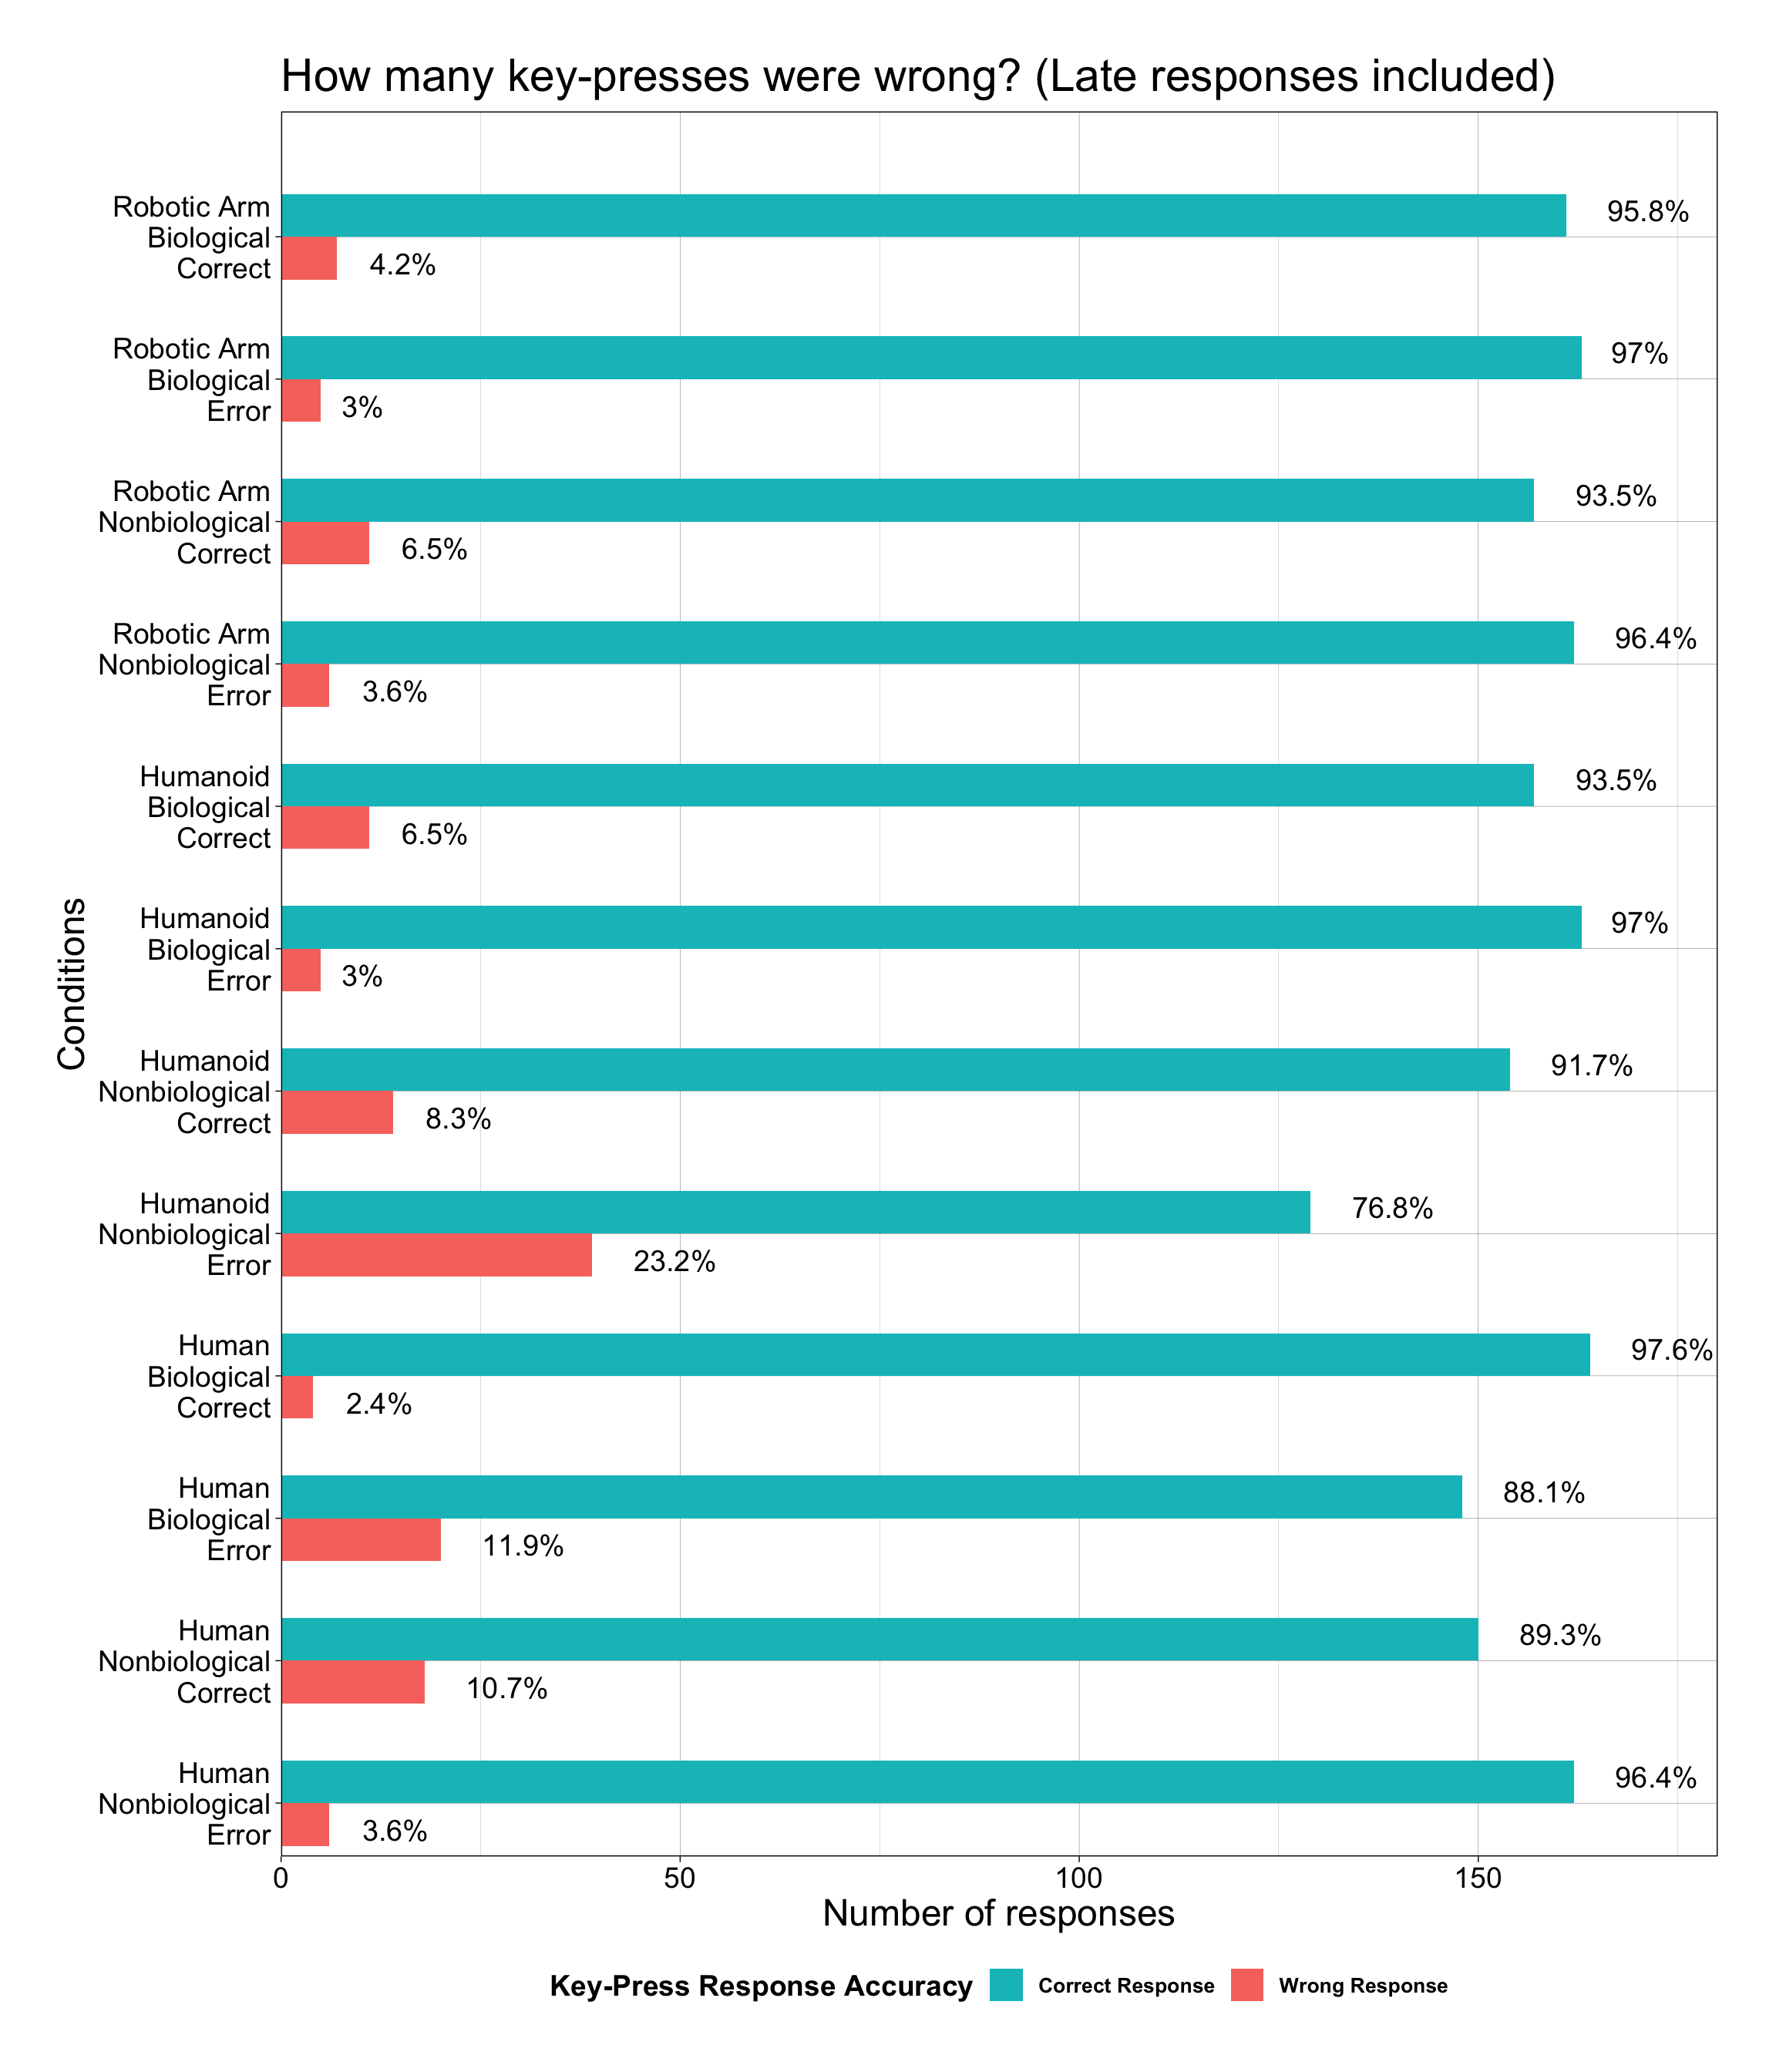 How many key-presses were wrong? (Late responses included)
Robotic Arm
Biological
Correct
95.8%
4.2%
Robotic Arm
Biological
Error
97%
3%
Robotic Arm
Nonbiological
Correct
93.5%
6.5%
Robotic Arm
Nonbiological
Error
96.4%
3.6%
Humanoid
Biological
Correct
93.5%
6.5%
Humanoid
Biological
Error
97%
3%
Humanoid
Nonbiological
Correct
91.7%
8.3%
Humanoid
Nonbiological
Error
76.8%
23.2%
Human
Biological
Correct
97.6%
2.4%
Human
Biological
Error
88.1%
11.9%
Human
Nonbiological
Correct
89.3%
10.7%
Human
Nonbiological
Error
96.4%
3.6%
Conditions
0 50 100 150
Number of responses
Key-Press Response Accuracy Correct Response Wrong Response